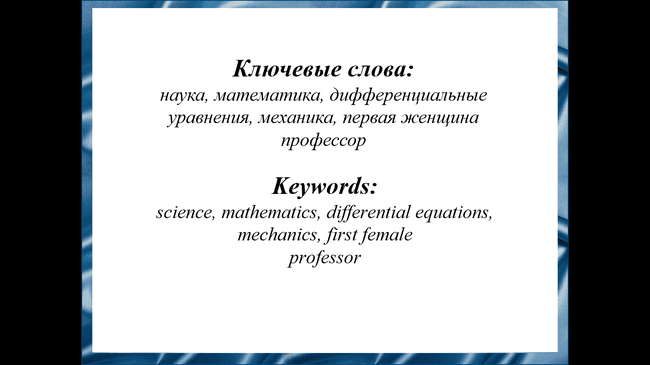 Ключевые слова:
наука, математика, дифференциальные
уравнения, механика, первая женщина
профессор
Keywords:
science, mathematics, differential equations,
mechanics, first female
professor